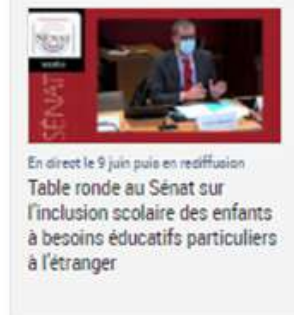 SÉNAT
SÉNAT
En direct le 9 juin puis en rediffusion
Table ronde au Sénat sur
l'inclusion scolaire des enfants
à besoins éducatifs particuliers
à l'étranger